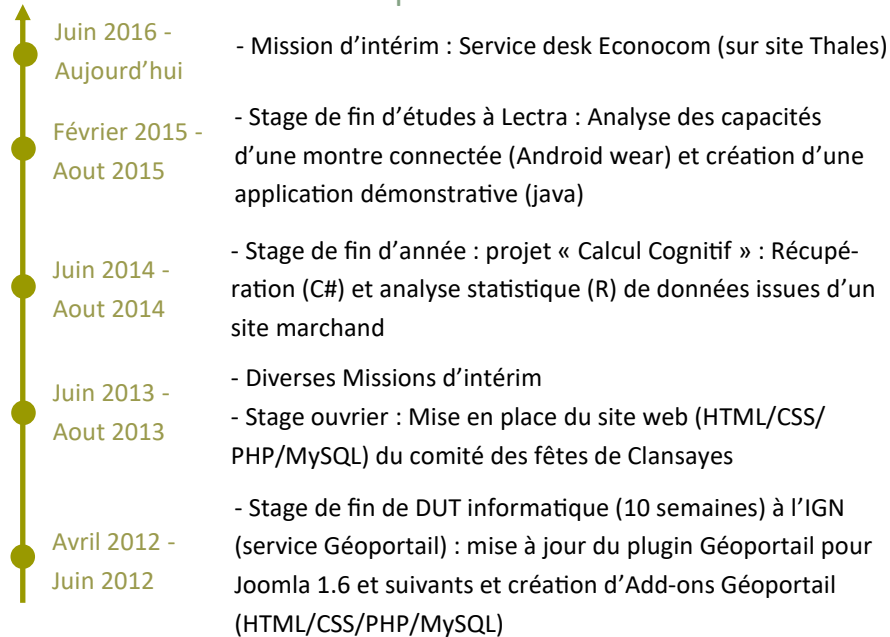 Juin 2016 -
Aujourd’hui
- Mission d’intérim : Service desk Econocom (sur site Thales)
Février 2015 -
Aout 2015
- Stage de fin d’études à Lectra : Analyse des capacités
d’une montre connectée (Android wear) et création d’une
application démonstrative (java)
Juin 2014 -
Aout 2014
- Stage de fin d’année : projet « Calcul Cognitif » : Récupé-
ration (C#) et analyse statistique (R) de données issues d’un
site marchand
Juin 2013 -
Aout 2013
- Diverses Missions d’intérim
- Stage ouvrier : Mise en place du site web (HTML/CSS/
PHP/MySQL) du comité des fêtes de Clansayes
Avril 2012 -
Juin 2012
- Stage de fin de DUT informatique (10 semaines) à l’IGN
(service Géoportail) : mise à jour du plugin Géoportail pour
Joomla 1.6 et suivants et création d’Add-ons Géoportail
(HTML/CSS/PHP/MySQL)